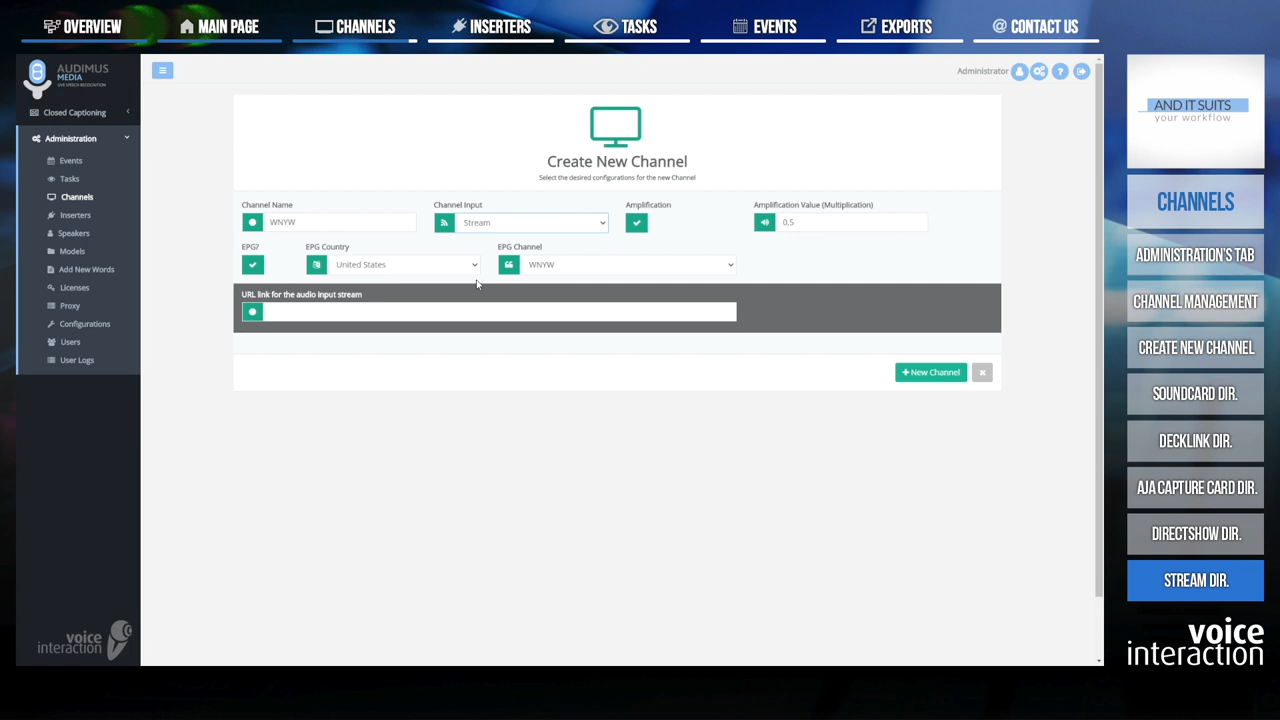 OVERVIEW
MAIN PAGE
CHANNELS
INSERTERS
TASKS
EVENTS
EXPORTS
@ CONTACT US
AUDIMUS
MEDIA
LIVE SPEECH RECOGNITION
Closed Captioning
Administration
Events
Tasks
Channels
Inserters
Speakers
Models
Add New Words
Licenses
Proxy
Configurations
Users
User Logs
voice
interaction
Administrator
?
Create New Channel
Select the desired configurations for the new Channel
Channel Name
Channel Input
Amplification
Amplification Value (Multiplication)
WNYW
Stream
0.5
EPG?
EPG Country
EPG Channel
United States
WNYW
URL link for the audio input stream
+ New Channel
AND IT SUITS
your workflow
CHANNELS
ADMINISTRATION'S TAB
CHANNEL MANAGEMENT
CREATE NEW CHANNEL
SOUNDCARD DIR.
DECKLINK DIR.
AJA CAPTURE CARD DIR.
DIRECTSHOW DIR.
STREAM DIR.
voice
interaction